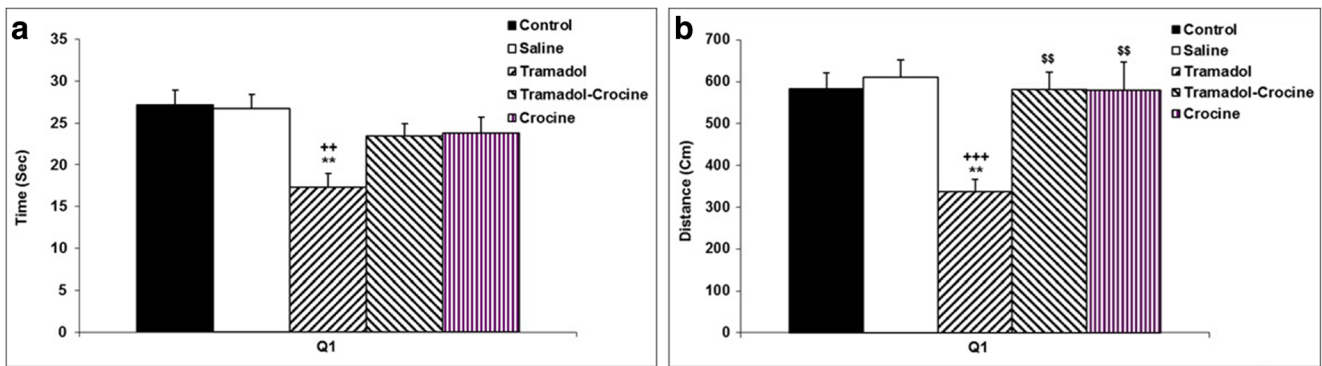 a
35
30
25
20
15
10
5
0
Time (Sec)
Control
Saline
Tramadol
Tramadol-Crocine
Crocine
++
**
Q1
b
700
600
500
400
300
200
100
0
Distance (Cm)
Control
Saline
Tramadol
Tramadol-Crocine
Crocine
+++
**
$$
$$
Q1